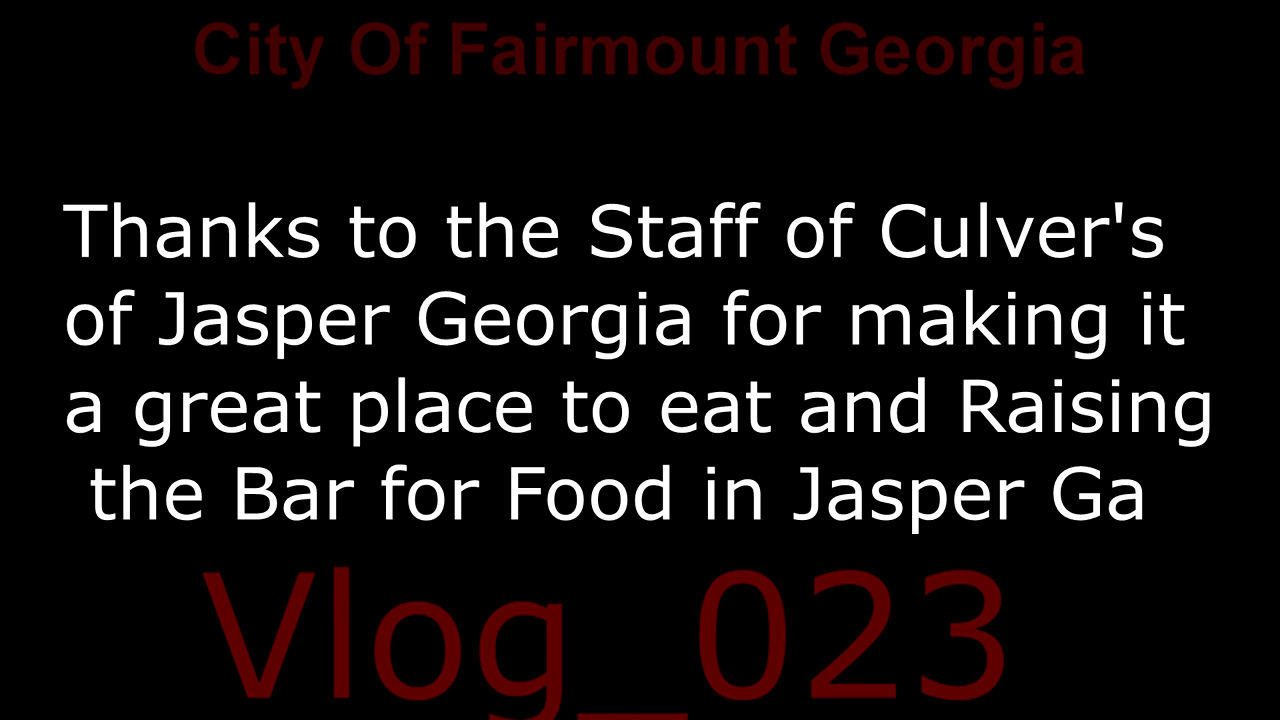 City Of Fairmount Georgia
Thanks to the Staff of Culver's
of Jasper Georgia for making it
a great place to eat and Raising
the Bar for Food in Jasper Ga
Vlog_023